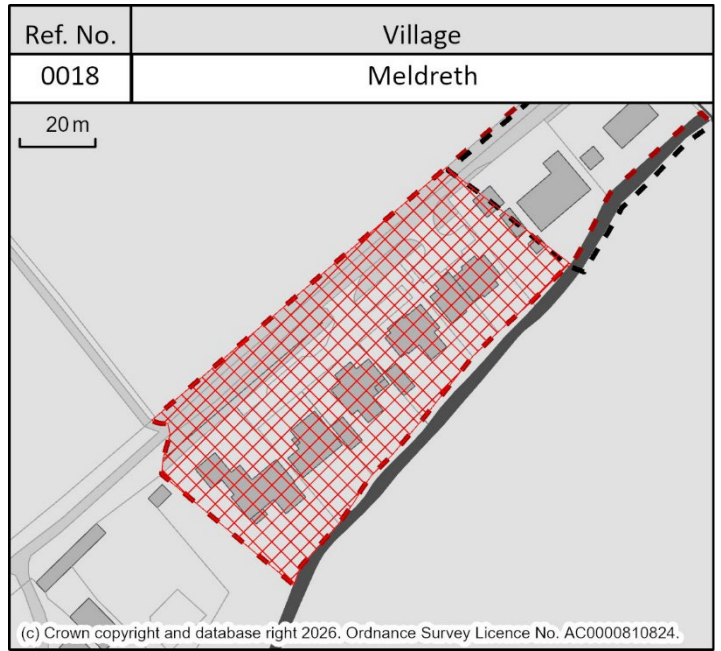 Ref. No. Village
0018 Meldreth
20 m
(c) Crown copyright and database right 2026. Ordnance Survey Licence No. AC0000810824.